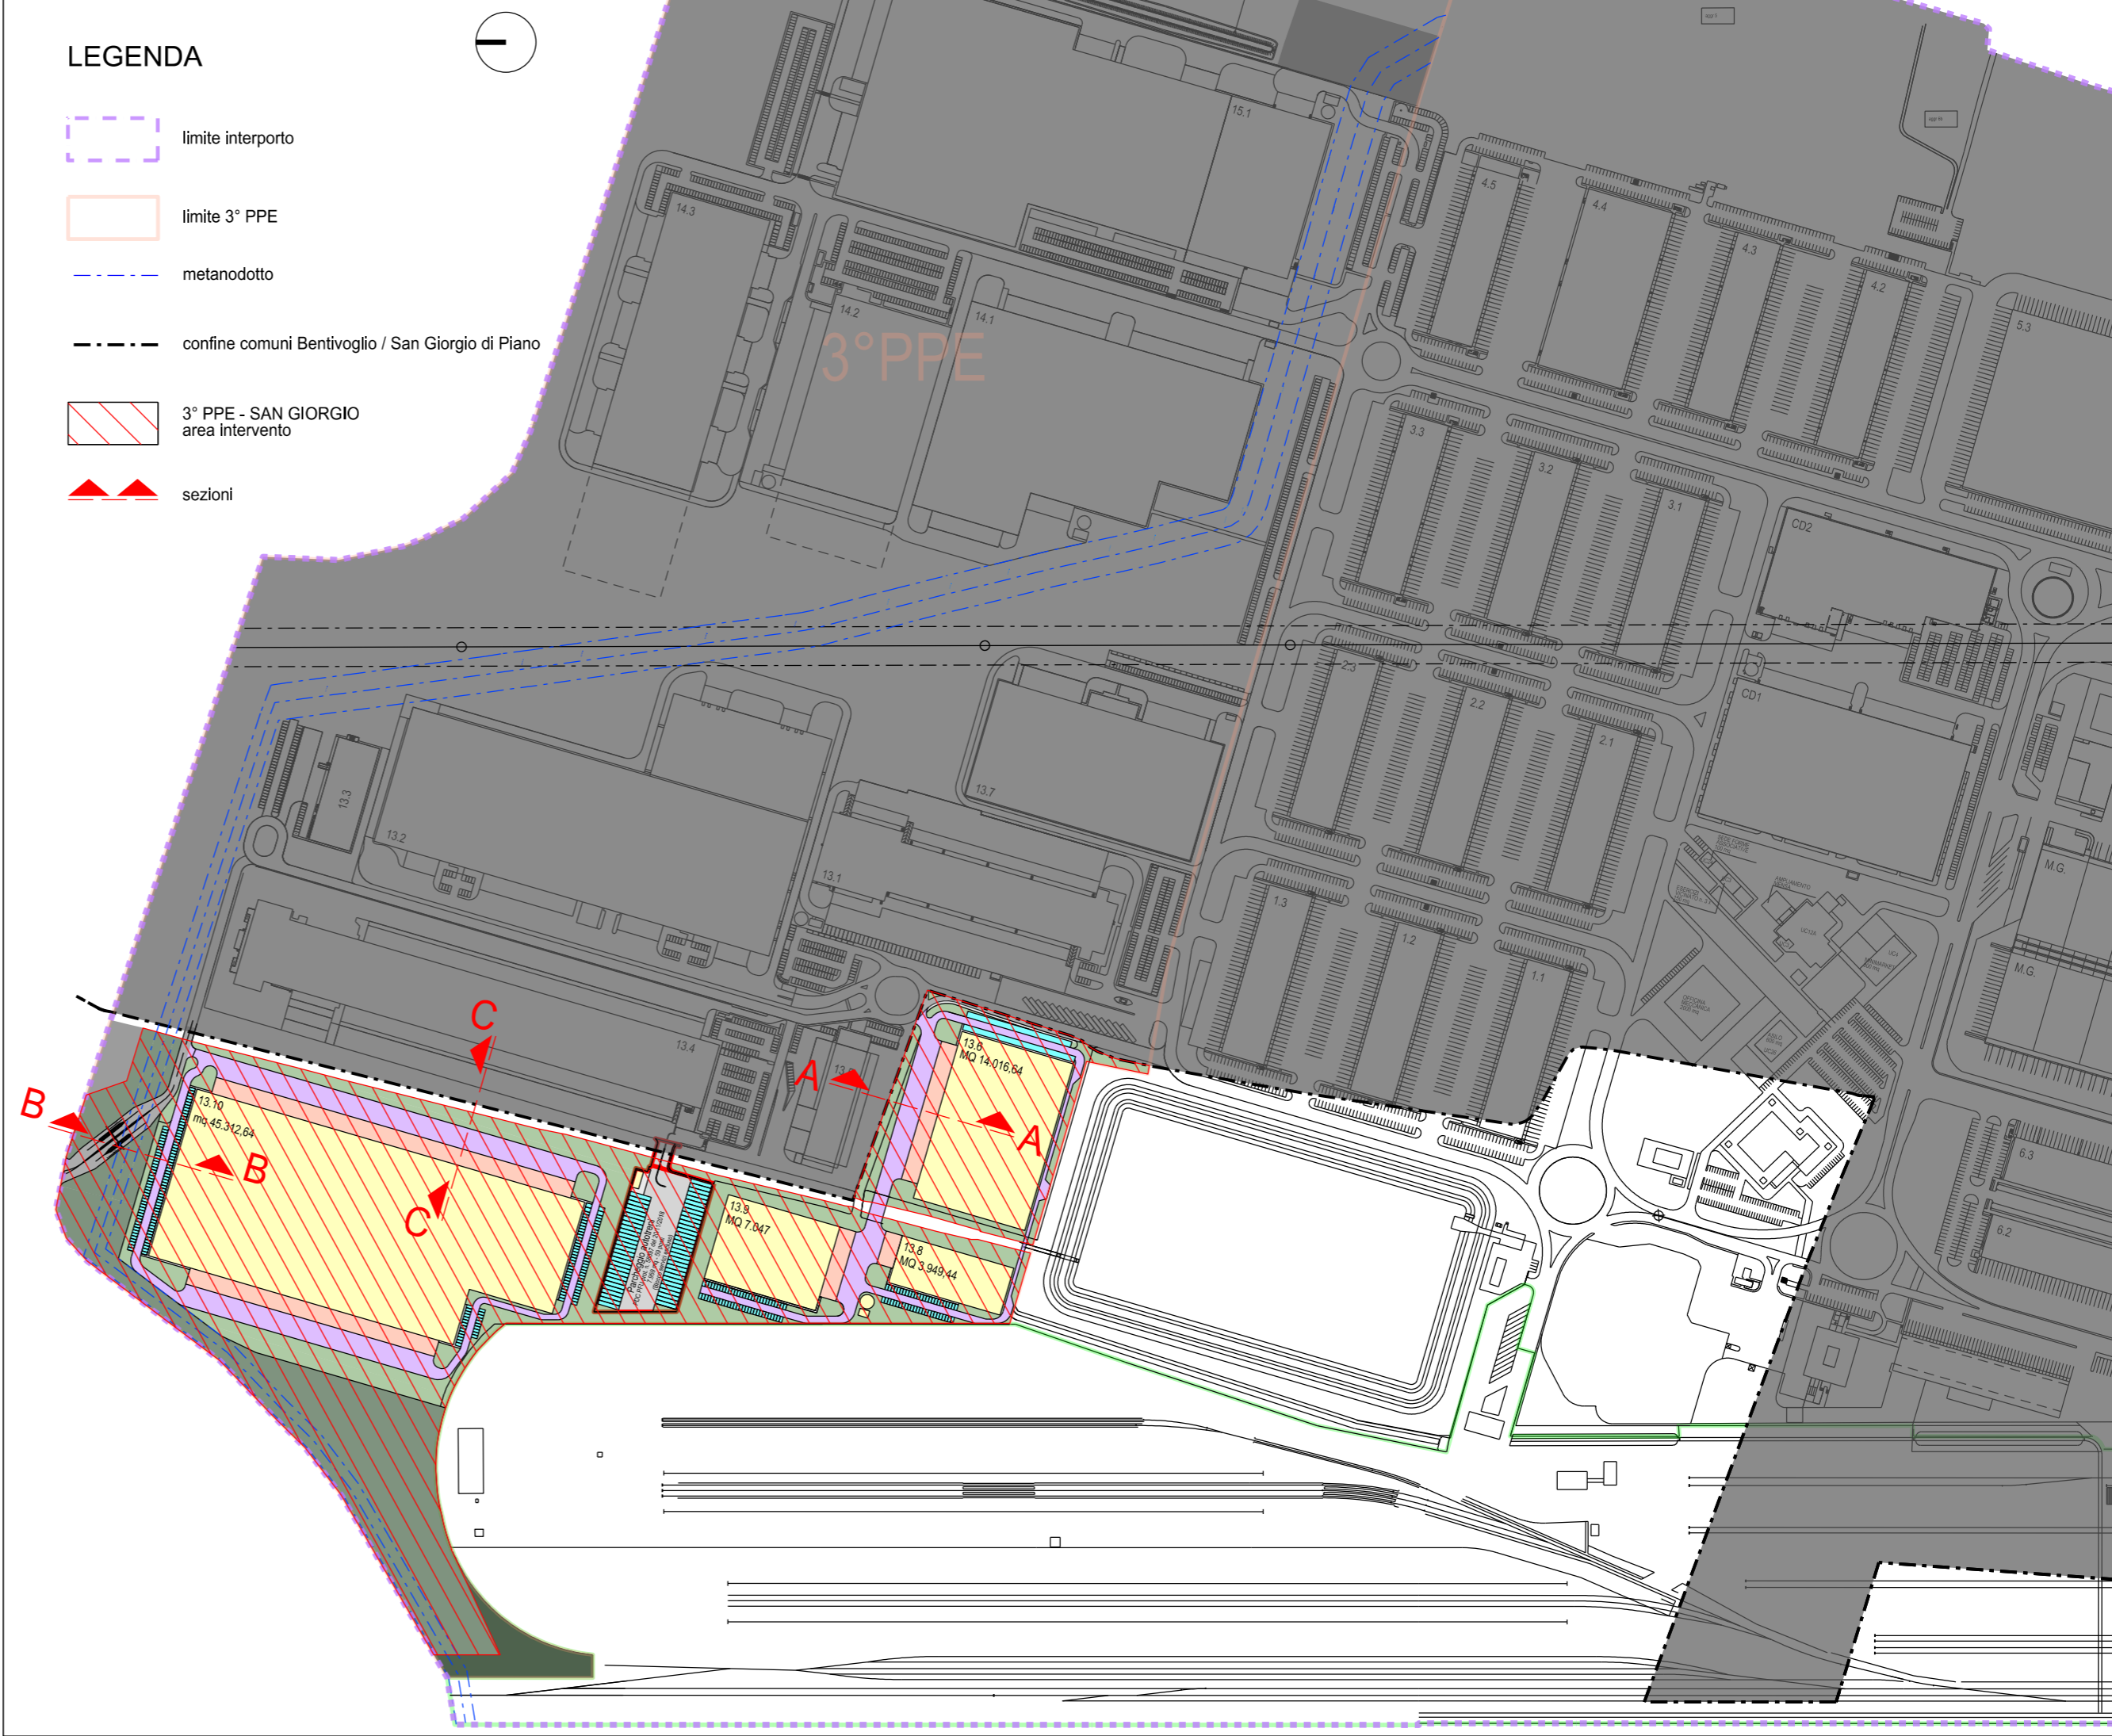 LEGENDA
limite interporto
limite 3° PPE
metanodotto
confine comuni Bentivoglio / San Giorgio di Piano
3° PPE - SAN GIORGIO
area intervento
sezioni
15.1
14.3
14.2
14.1
3°PPE
4.5
4.4
4.3
4.2
5.3
3.3
3.2
3.1
CD2
2.3
2.2
2.1
CD1
13.3
13.2
13.7
13.1
1.3
1.2
1.1
M.G.
M.G.
13.4
C
C
B
B
A
A
13.6
MQ 14.016,64
13.10
mq 45.312,64
13.9
MQ 7.047
13.8
MQ 3.949,44
Parcheggio autotreni
6.3
6.2